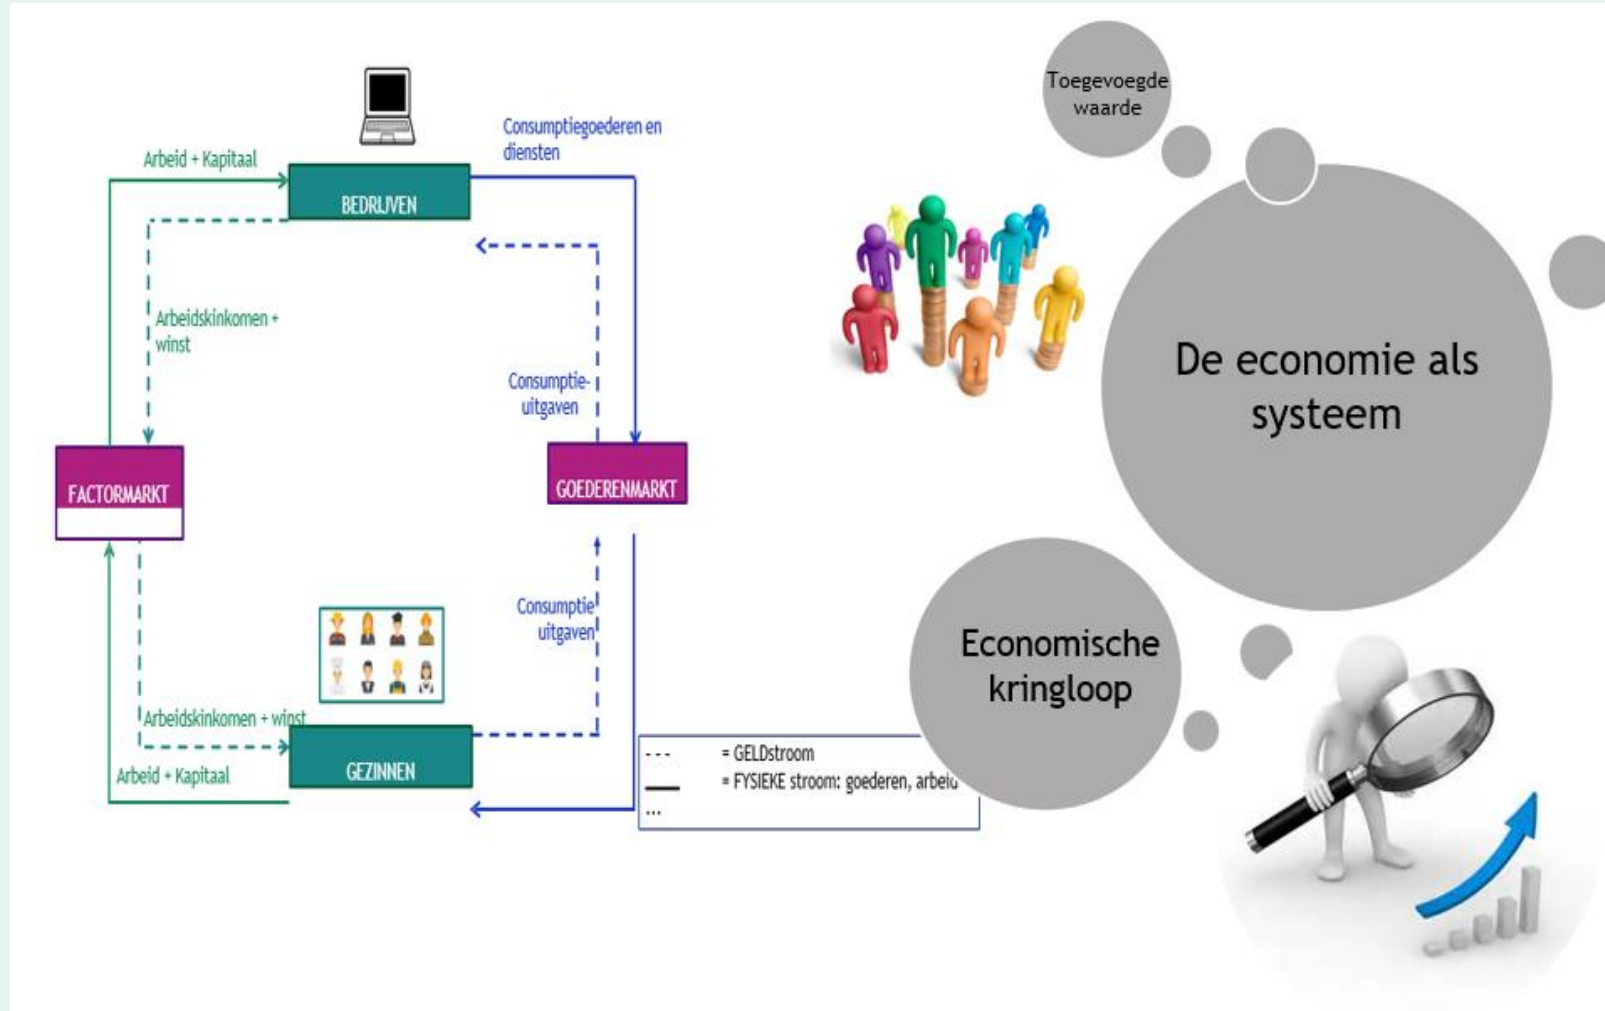 Arbeid + Kapitaal
BEDRIJVEN
Consumptiegoederen en
diensten
Arbeidskinkomen +
winst
Consumptie-
uitgaven
FACTORMARKT
GOEDERENMARKT
Consumptie
uitgaven
Arbeidskinkomen + winst
Arbeid + Kapitaal
GEZINNEN
- - - = GELDstroom
= FYSIEKE stroom: goederen, arbeid
...
Toegevoegde
waarde
De economie als
systeem
Economische
kringloop